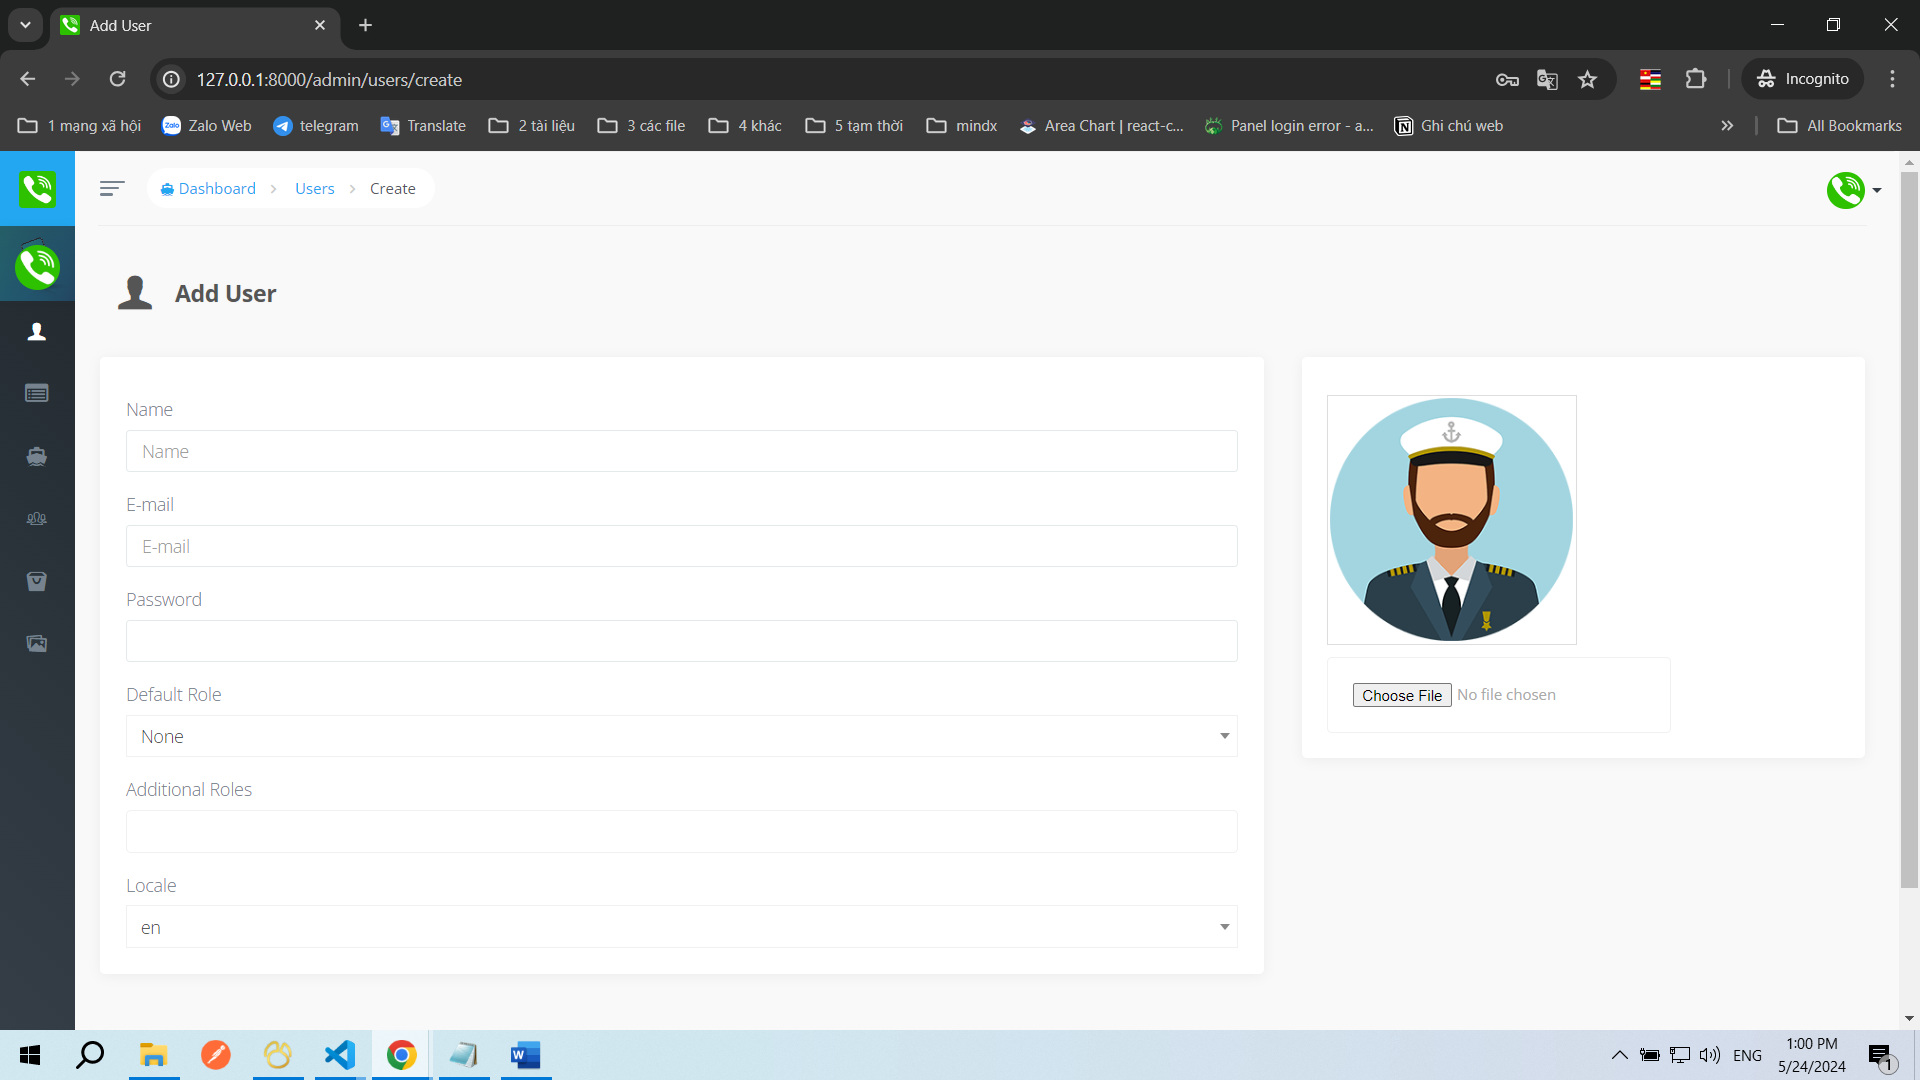 Add User
127.0.0.1:8000/admin/users/create
Incognito
1 mạng xã hội
Zalo Web
telegram
Translate
2 tài liệu
3 các file
4 khác
5 tạm thời
mindx
Area Chart | react-c...
Panel login error - a...
Ghi chú web
All Bookmarks
Dashboard
Users
Create
Add User
Name
Name
E-mail
E-mail
Password
Default Role
None
Additional Roles
Locale
en
Choose File No file chosen
ENG
1:00 PM
5/24/2024
1